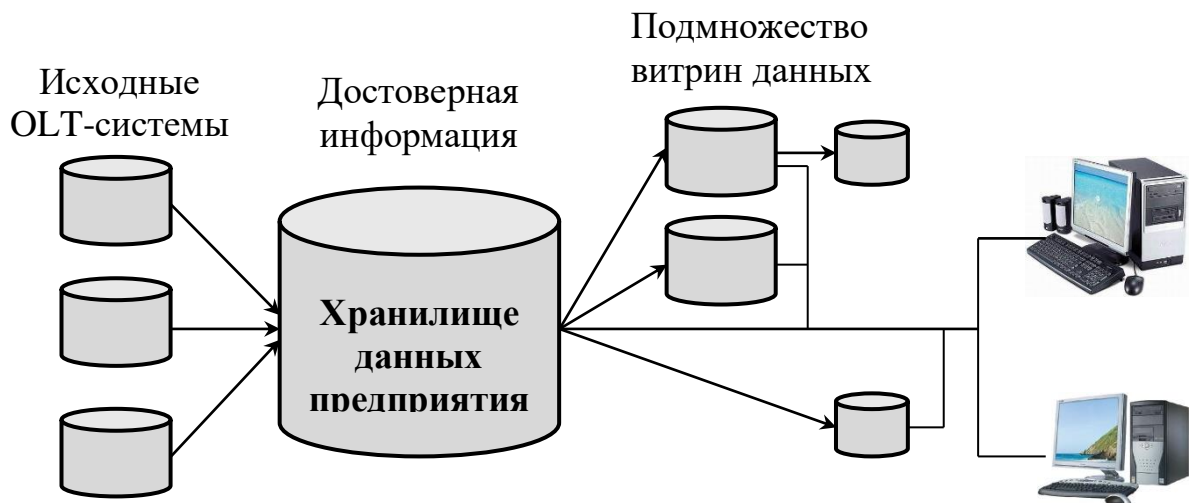 Исходные
OLT-системы
Достоверная
информация
Подмножество
витрин данных
Хранилище
данных
предприятия